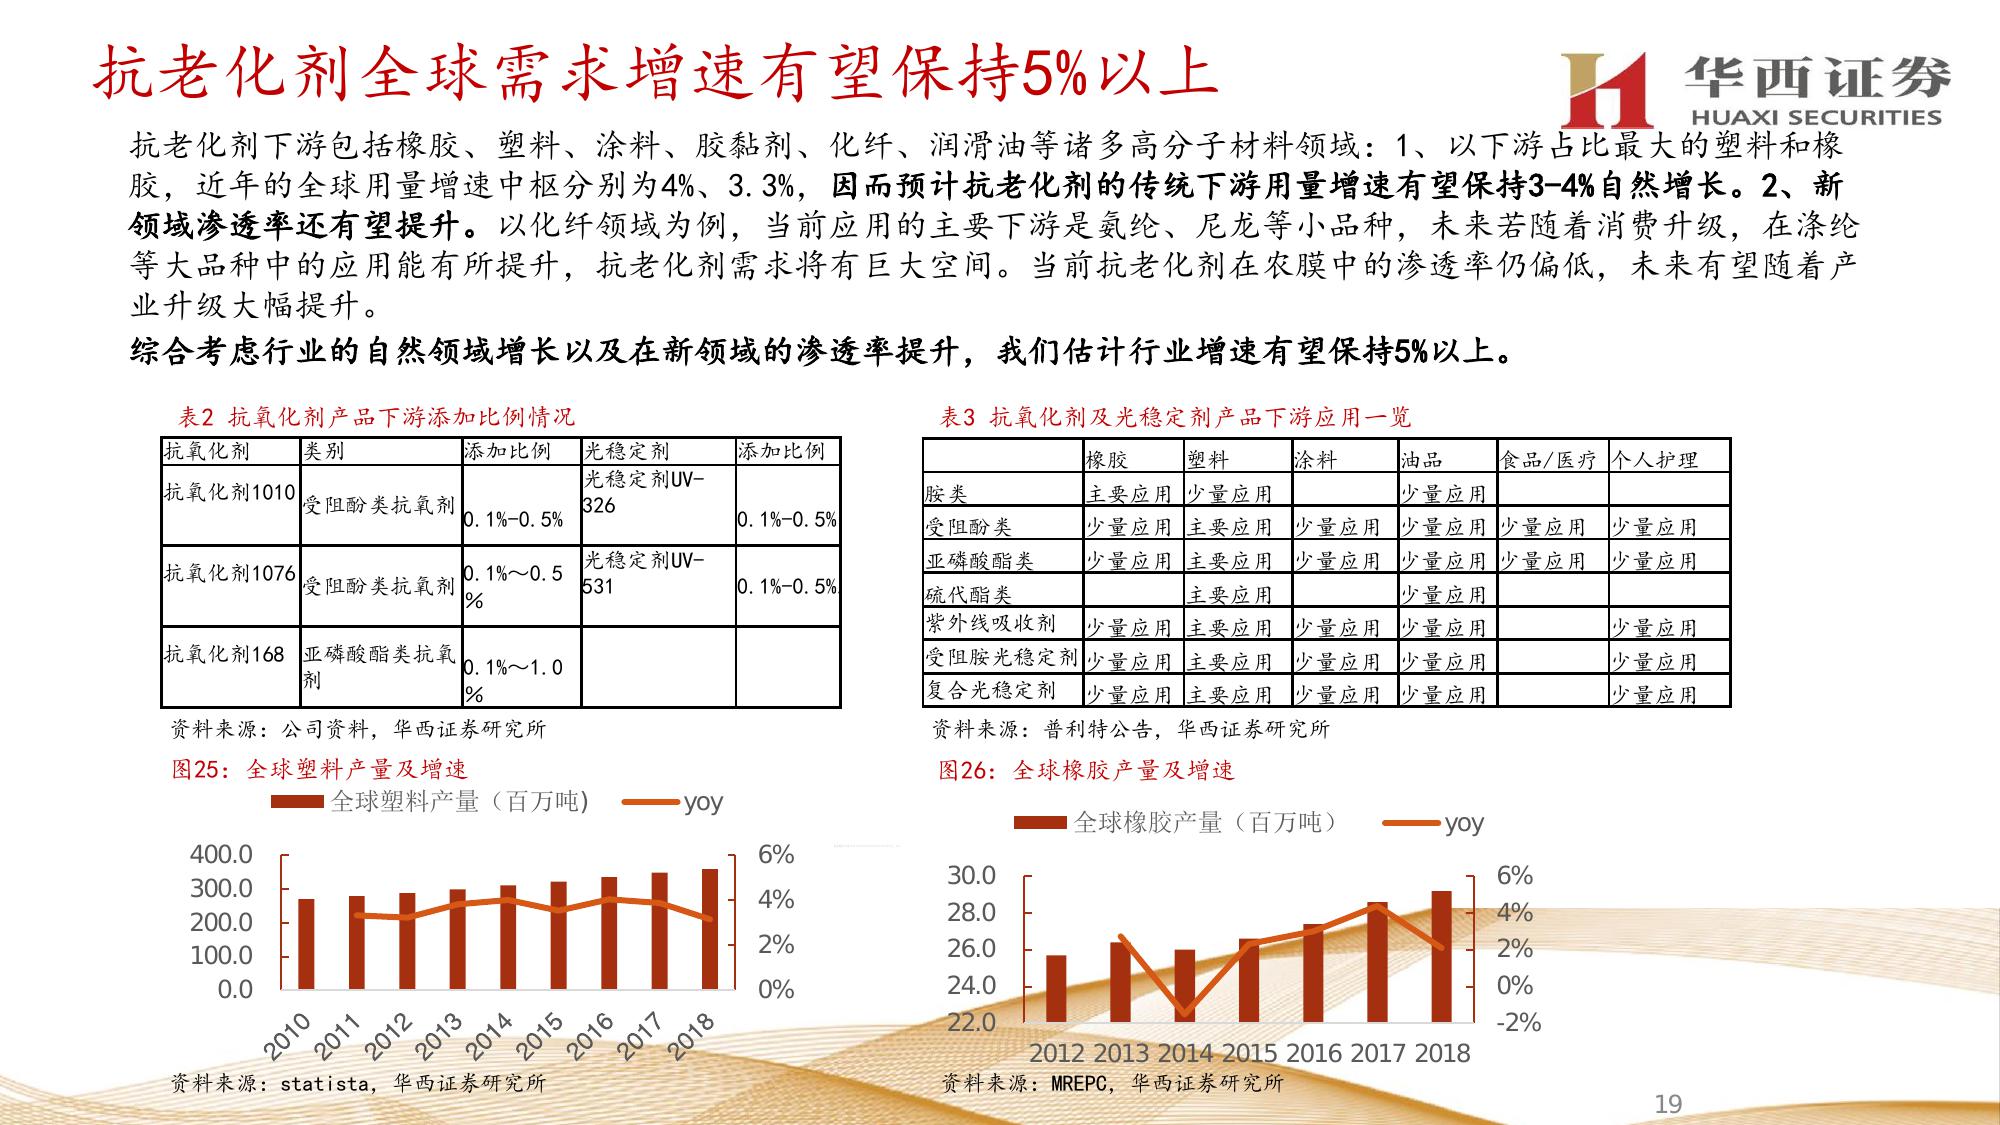 抗老化剂全球需求增速有望保持5%以上
华西证券
HUAXI SECURITIES
抗老化剂下游包括橡胶、塑料、涂料、胶黏剂、化纤、润滑油等诸多高分子材料领域：1、以下游占比最大的塑料和橡
胶，近年的全球用量增速中枢分别为4%、3.3%，因而预计抗老化剂的传统下游用量增速有望保持3-4%自然增长。2、新
领域渗透率还有望提升。以化纤领域为例，当前应用的主要下游是氨纶、尼龙等小品种，未来若随着消费升级，在涤纶
等大品种中的应用能有所提升，抗老化剂需求将有巨大空间。当前抗老化剂在农膜中的渗透率仍偏低，未来有望随着产
业升级大幅提升。
综合考虑行业的自然领域增长以及在新领域的渗透率提升，我们估计行业增速有望保持5%以上。
表2 抗氧化剂产品下游添加比例情况
抗氧化剂 类别 添加比例 光稳定剂 添加比例
抗氧化剂1010 受阻酚类抗氧剂 0.1%-0.5% 光稳定剂UV-
326 0.1%-0.5%
抗氧化剂1076 受阻酚类抗氧剂 0.1%～0.5
% 光稳定剂UV-
531 0.1%-0.5%
抗氧化剂168 亚磷酸酯类抗氧
剂 0.1%～1.0
%
资料来源：公司资料，华西证券研究所
表3 抗氧化剂及光稳定剂产品下游应用一览
橡胶 塑料 涂料 油品 食品/医疗 个人护理
胺类 主要应用 少量应用 少量应用
受阻酚类 少量应用 主要应用 少量应用 少量应用 少量应用 少量应用
亚磷酸酯类 少量应用 主要应用 少量应用 少量应用 少量应用 少量应用
硫代酯类 主要应用 少量应用
紫外线吸收剂 少量应用 主要应用 少量应用 少量应用 少量应用
受阻胺光稳定剂 少量应用 主要应用 少量应用 少量应用 少量应用
复合光稳定剂 少量应用 主要应用 少量应用 少量应用 少量应用
资料来源：普利特公告，华西证券研究所
图25：全球塑料产量及增速
全球塑料产量（百万吨） yoy
400.0
300.0
200.0
100.0
0.0
6%
4%
2%
0%
2010 2011 2012 2013 2014 2015 2016 2017 2018
资料来源：statista，华西证券研究所
图26：全球橡胶产量及增速
全球橡胶产量（百万吨） yoy
30.0
28.0
26.0
24.0
22.0
6%
4%
2%
0%
-2%
2012 2013 2014 2015 2016 2017 2018
资料来源：MREPC，华西证券研究所
19